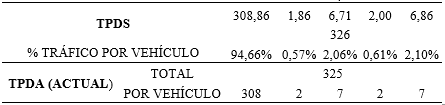 TPDS 308,86 1,86 6,71 2,00 6,86
326
% TRÁFICO POR VEHÍCULO 94,66% 0,57% 2,06% 0,61% 2,10%
TPDA (ACTUAL) TOTAL 325
POR VEHÍCULO 308 2 7 2 7